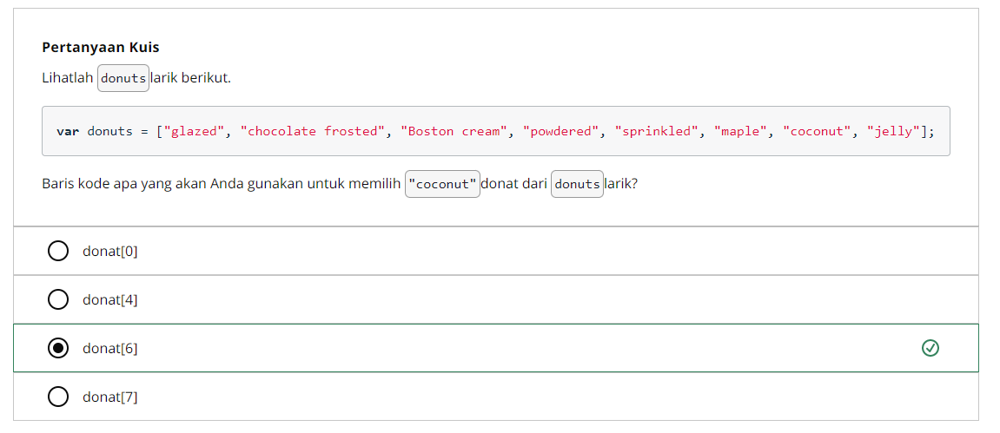 Pertanyaan Kuis
Lihatlah donuts larik berikut.
var donuts = ["glazed", "chocolate frosted", "Boston cream", "powdered", "sprinkled", "maple", "coconut", "jelly"];
Baris kode apa yang akan Anda gunakan untuk memilih "coconut" donat dari donuts larik?
donat[0]
donat[4]
donat[6]
donat[7]